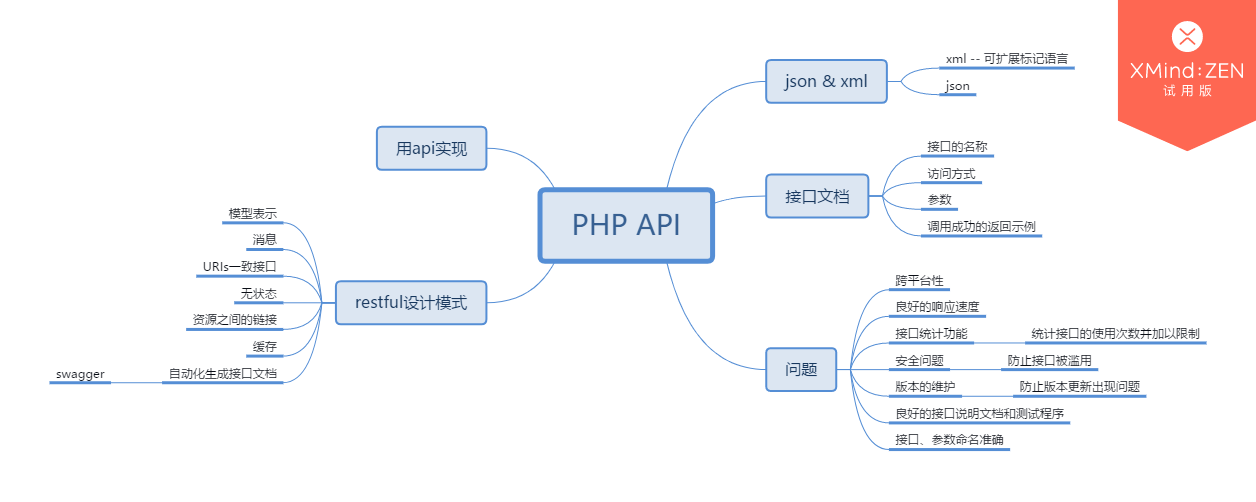 PHP API
json & xml
xml -- 可扩展标记语言
json
接口文档
接口的名称
访问方式
参数
调用成功的返回示例
问题
跨平台性
良好的响应速度
接口统计功能
统计接口的使用次数并加以限制
安全问题
防止接口被滥用
版本的维护
防止版本更新出现问题
良好的接口说明文档和测试程序
接口、参数命名准确
用api实现
restful设计模式
模型表示
消息
URIs一致接口
无状态
资源之间的链接
缓存
自动化生成接口文档
swagger
XMind:ZEN
试用版